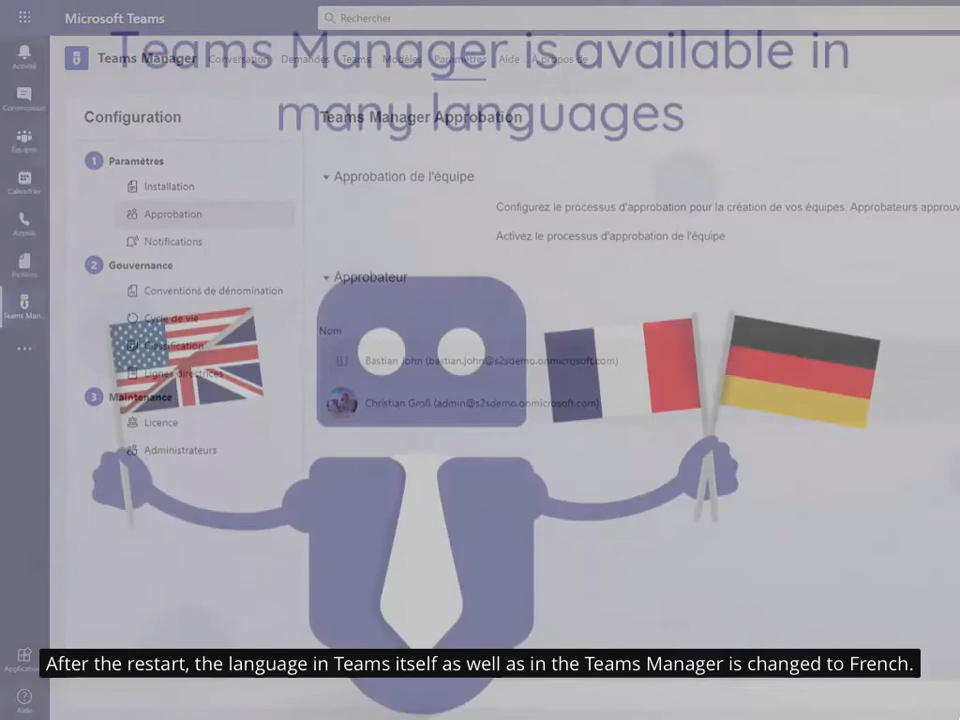 Microsoft Teams
Rechercher
Teams Manager is available in
many languages
Teams Manager Conversation Demandes Teams Modèles Paramètres Aide À propos de
Activité
Équipes
Calendrier
Appels
Fichiers
Teams Man...
Aide
Configuration
1 Paramètres
Installation
Approbation
Notifications
2 Gouvernance
Conventions de dénomination
Cycle de vie
Classification
Lignes directrices
3 Maintenance
Licence
Administrateurs
Teams Manager Approbation
Approbation de l'équipe
Configurez le processus d'approbation pour la création de vos équipes. Approbateurs approuv
Activez le processus d'approbation de l'équipe
Approbateur
Nom
BJ Bastian John (bastian.john@s2sdemo.onmicrosoft.com)
Christian Groß (admin@s2sdemo.onmicrosoft.com)
After the restart, the language in Teams itself as well as in the Teams Manager is changed to French.